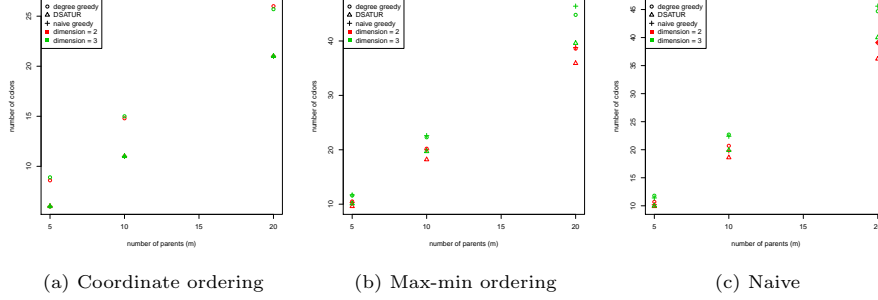 degree greedy
DSATUR
naive greedy
dimension = 2
dimension = 3
25
20
15
10
number of colors
5
10
15
20
number of parents (m)
(a) Coordinate ordering
degree greedy
DSATUR
naive greedy
dimension = 2
dimension = 3
40
30
20
10
number of colors
5
10
15
20
number of parents (m)
(b) Max-min ordering
degree greedy
DSATUR
naive greedy
dimension = 2
dimension = 3
45
40
35
30
25
20
15
10
number of colors
5
10
15
20
number of parents (m)
(c) Naive